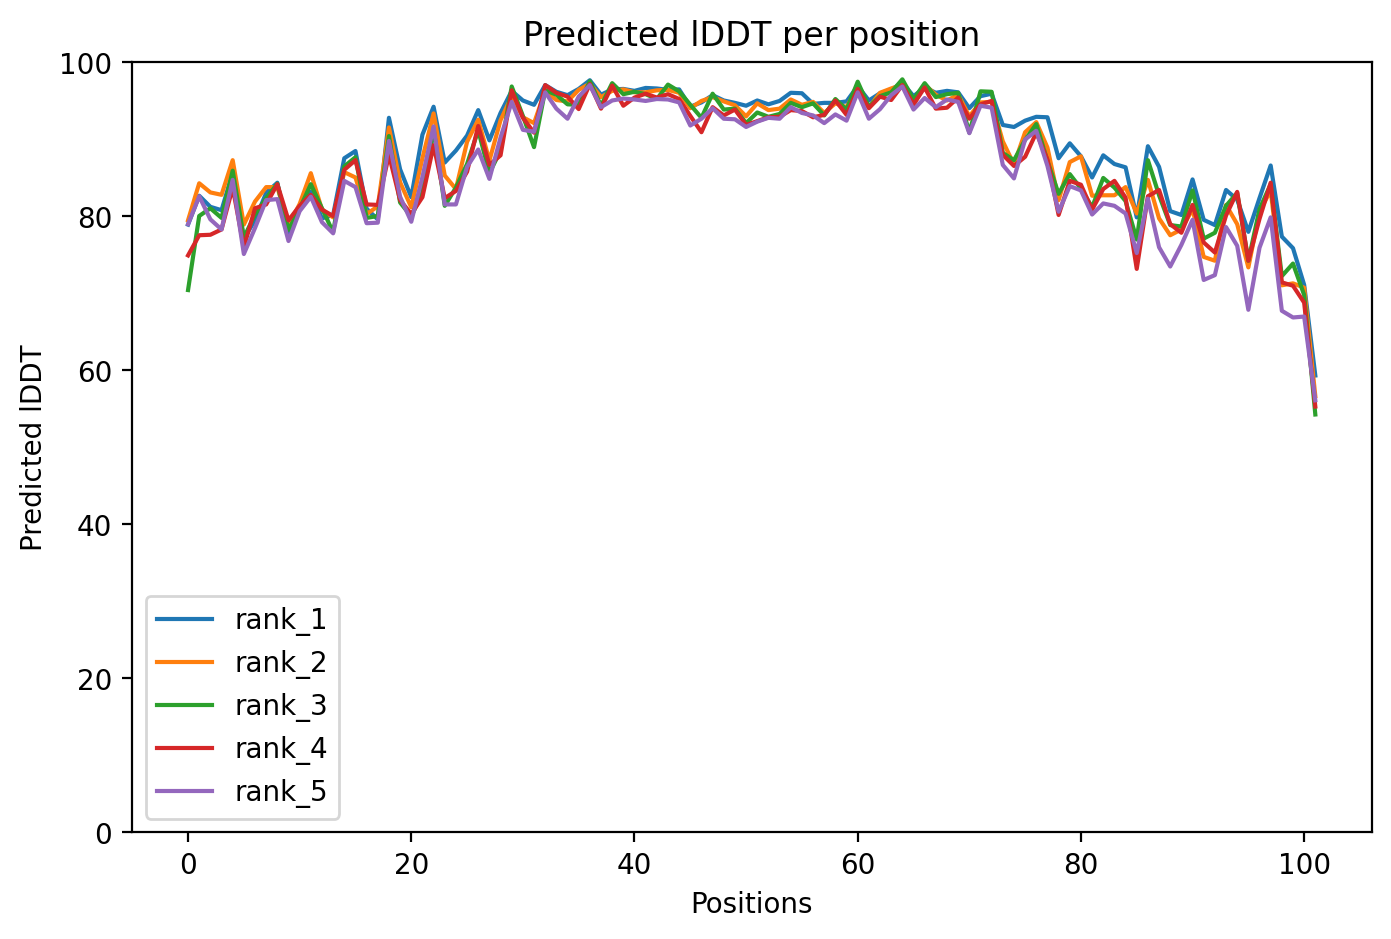 Predicted lDDT per position
100
80
60
40
20
0
Predicted lDDT
rank_1
rank_2
rank_3
rank_4
rank_5
0 20 40 60 80 100
Positions